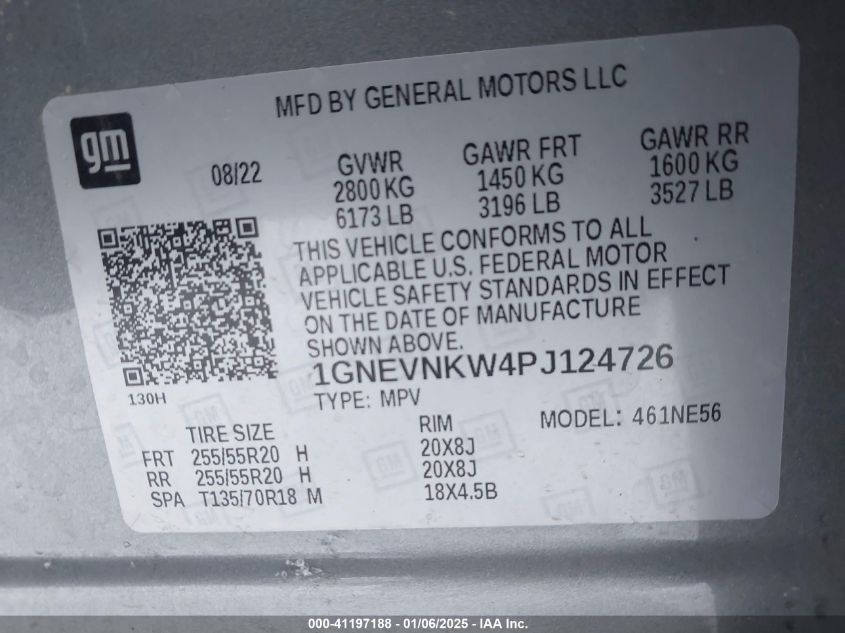 MFD BY GENERAL MOTORS LLC
gm
08/22
GVWR
2800 KG
6173 LB
GAWR FRT
1450 KG
3196 LB
GAWR RR
1600 KG
3527 LB
THIS VEHICLE CONFORMS TO ALL
APPLICABLE U.S. FEDERAL MOTOR
VEHICLE SAFETY STANDARDS IN EFFECT
ON THE DATE OF MANUFACTURE
SHOWN ABOVE.
1GNEVNKW4PJ124726
130H
TYPE: MPV
MODEL: 461NE56
TIRE SIZE RIM
FRT 255/55R20 H 20X8J
RR 255/55R20 H 20X8J
SPA T135/70R18 M 18X4.5B
000-41197188 - 01/06/2025 - IAA Inc.